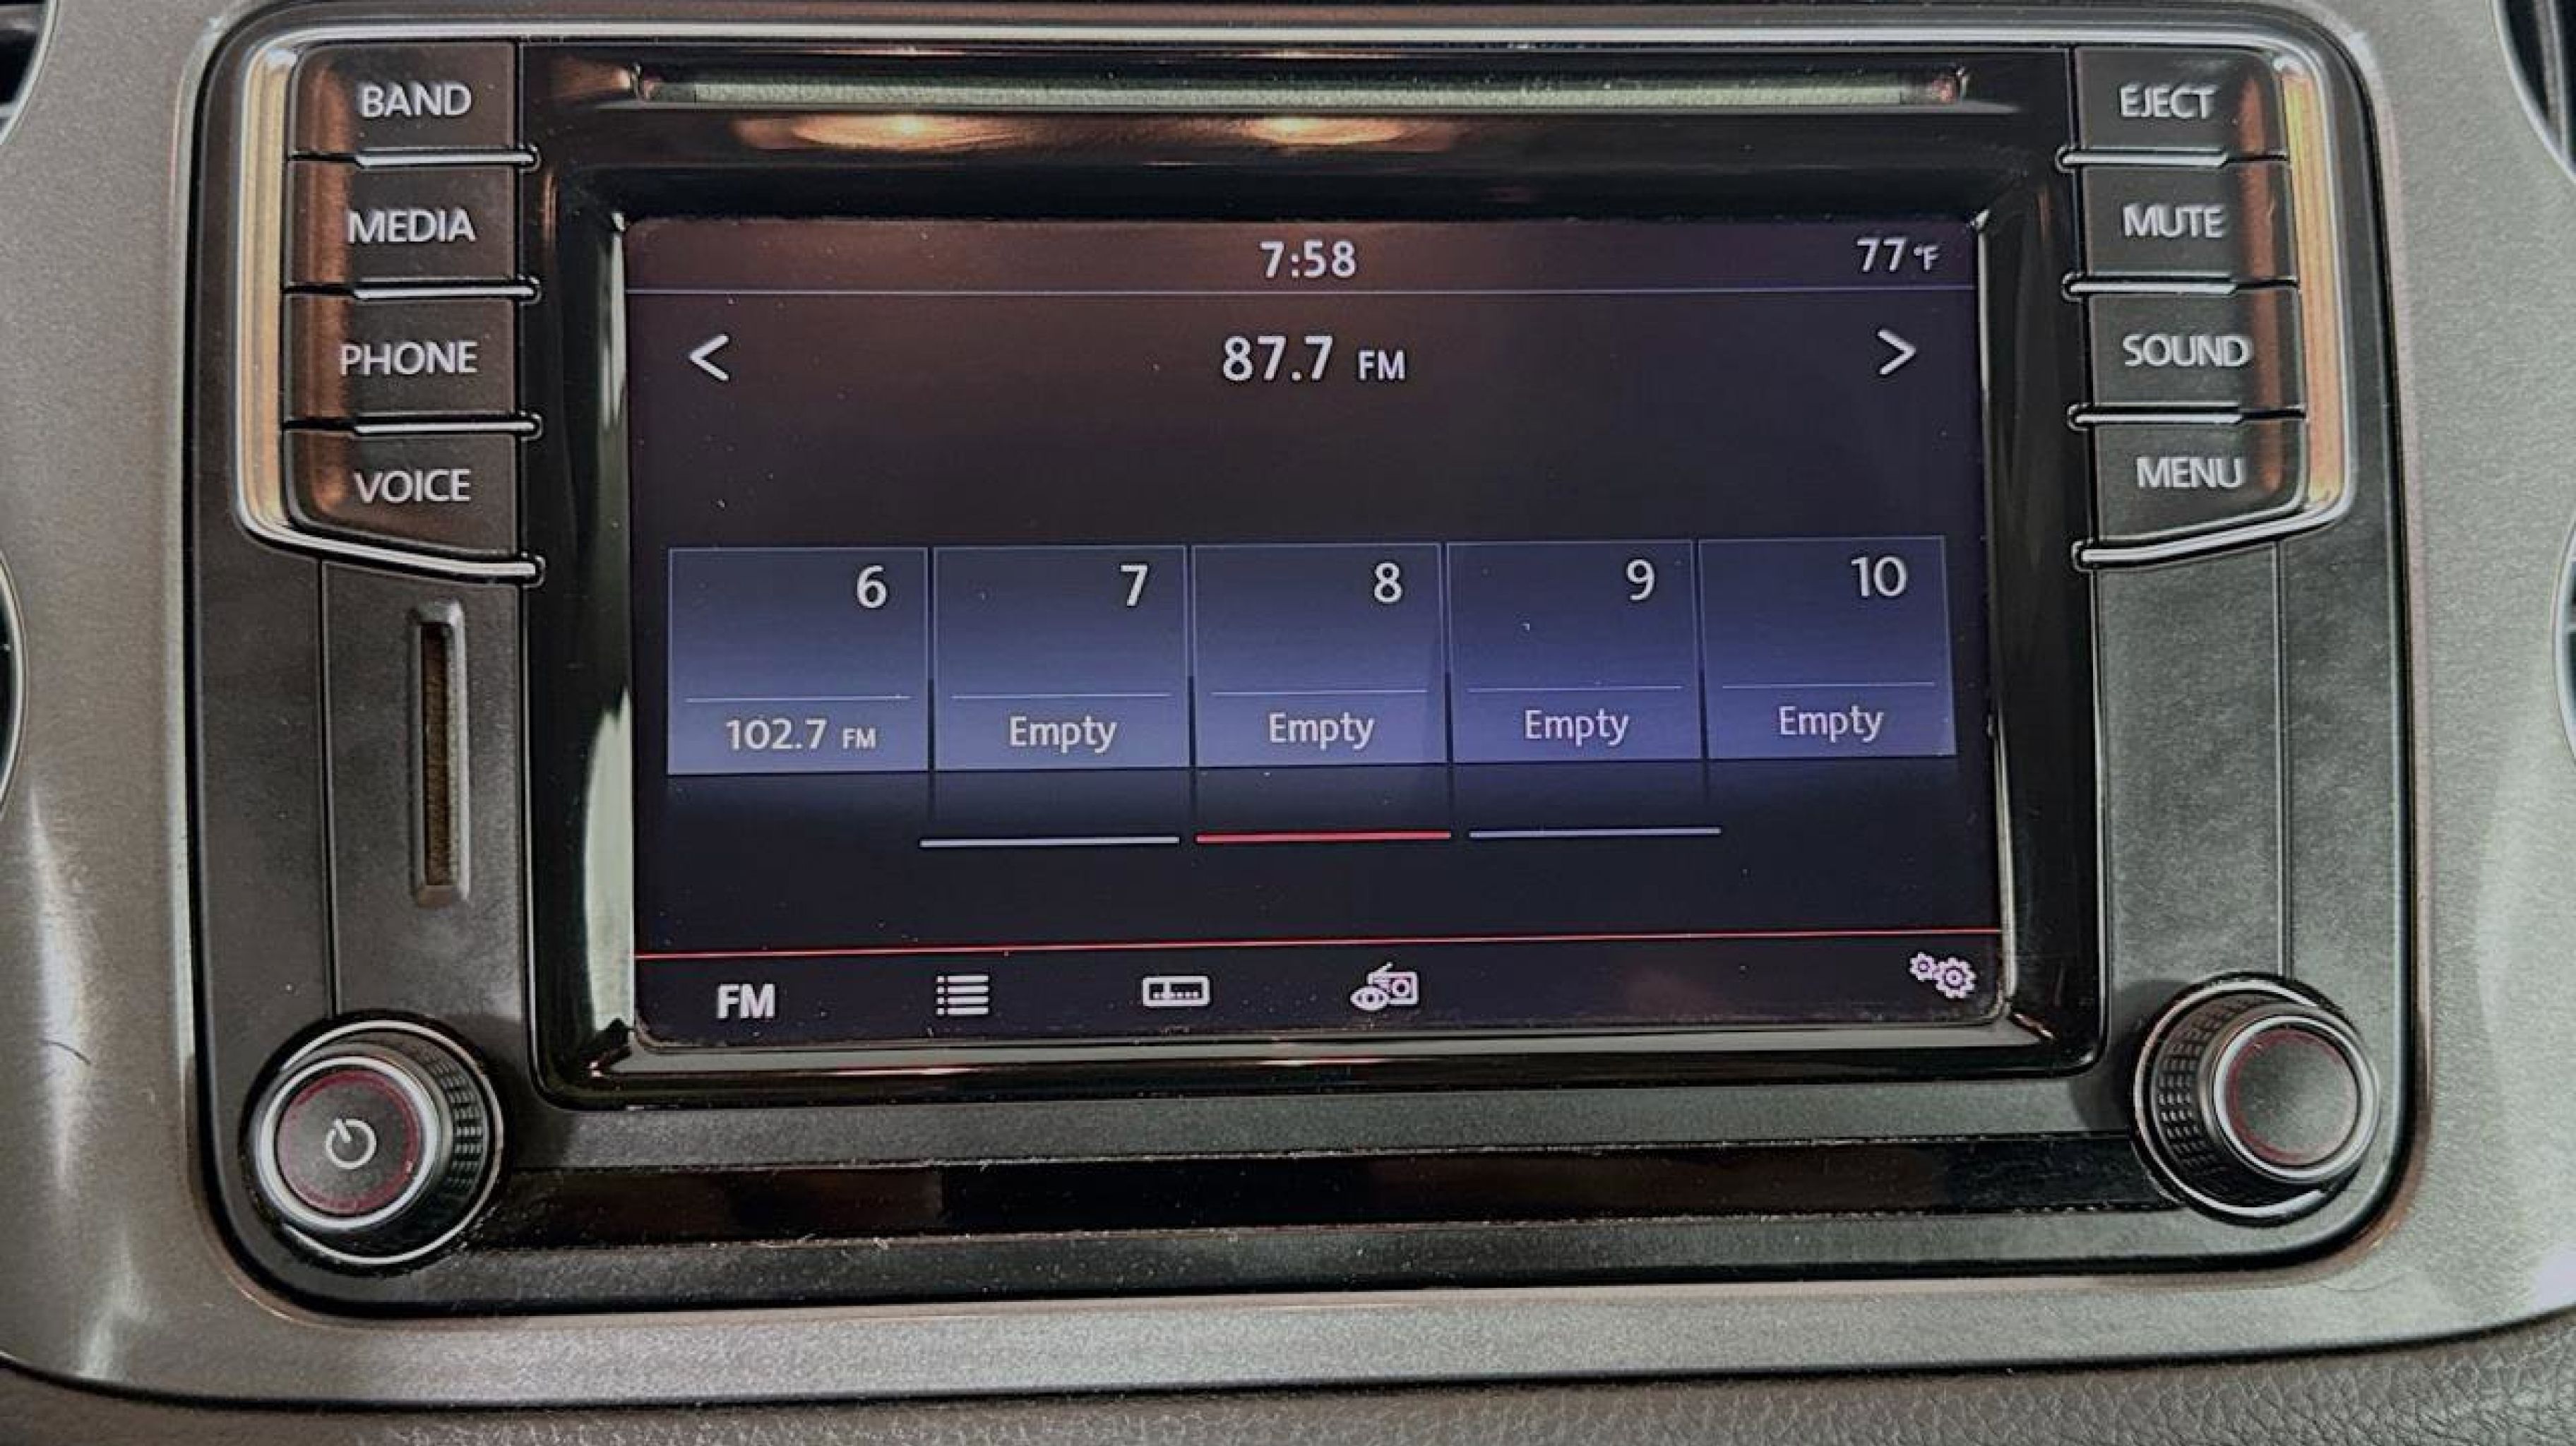 BAND
MEDIA
PHONE
VOICE
EJECT
MUTE
SOUND
MENU
7:58
77°F
< 87.7 FM >
6 7 8 9 10
102.7 FM Empty Empty Empty Empty
FM